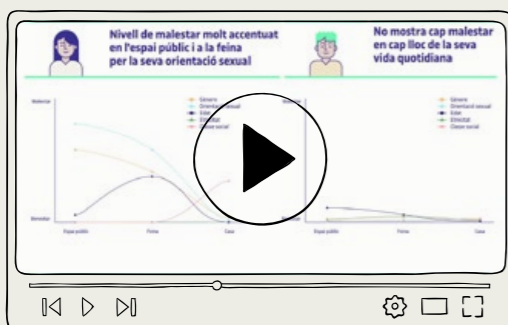 Nivell de malestar molt accentuat
en l'espai públic i a la feina
per la seva orientació sexual
No mostra cap malestar
en cap lloc de la seva
vida quotidiana
Malestar
Gènere
Orientació sexual
Edat
Etnicitat
Classe social
Benestar
Espai públic
Feina
Casa
Malestar
Gènere
Orientació sexual
Edat
Etnicitat
Classe social
Benestar
Espai públic
Feina
Casa